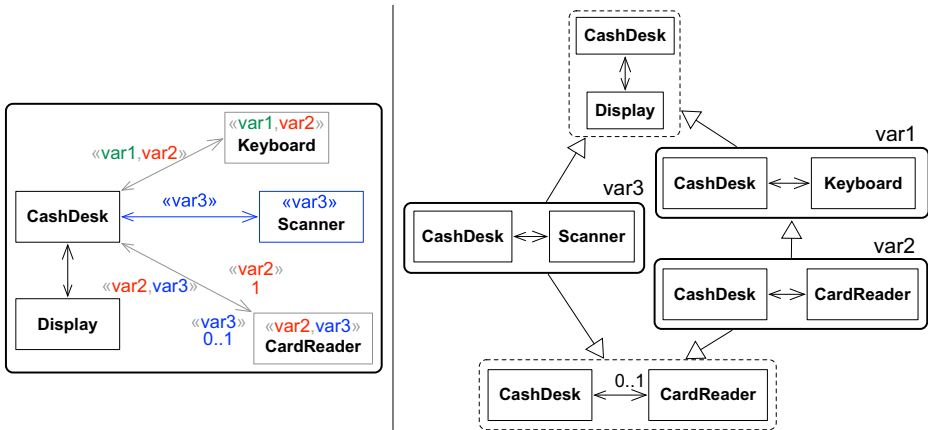 «var1,var2»
Keyboard
«var1,var2»
CashDesk
«var3»
«var3»
Scanner
«var2»
1
«var2,var3»
Display
«var3»
0..1
«var2,var3»
CardReader
CashDesk
Display
var1
CashDesk
Keyboard
var3
CashDesk
Scanner
var2
CashDesk
CardReader
CashDesk
0..1
CardReader